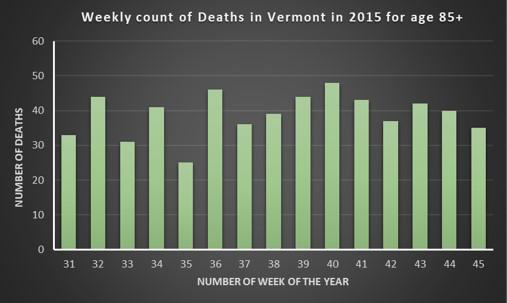 Weekly count of Deaths in Vermont in 2015 for age 85+
60
50
40
30
20
10
0
NUMBER OF DEATHS
31 32 33 34 35 36 37 38 39 40 41 42 43 44 45
NUMBER OF WEEK OF THE YEAR